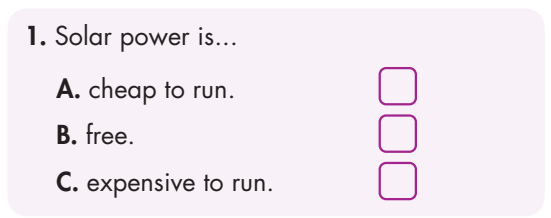 1. Solar power is...
A. cheap to run.
B. free.
C. expensive to run.